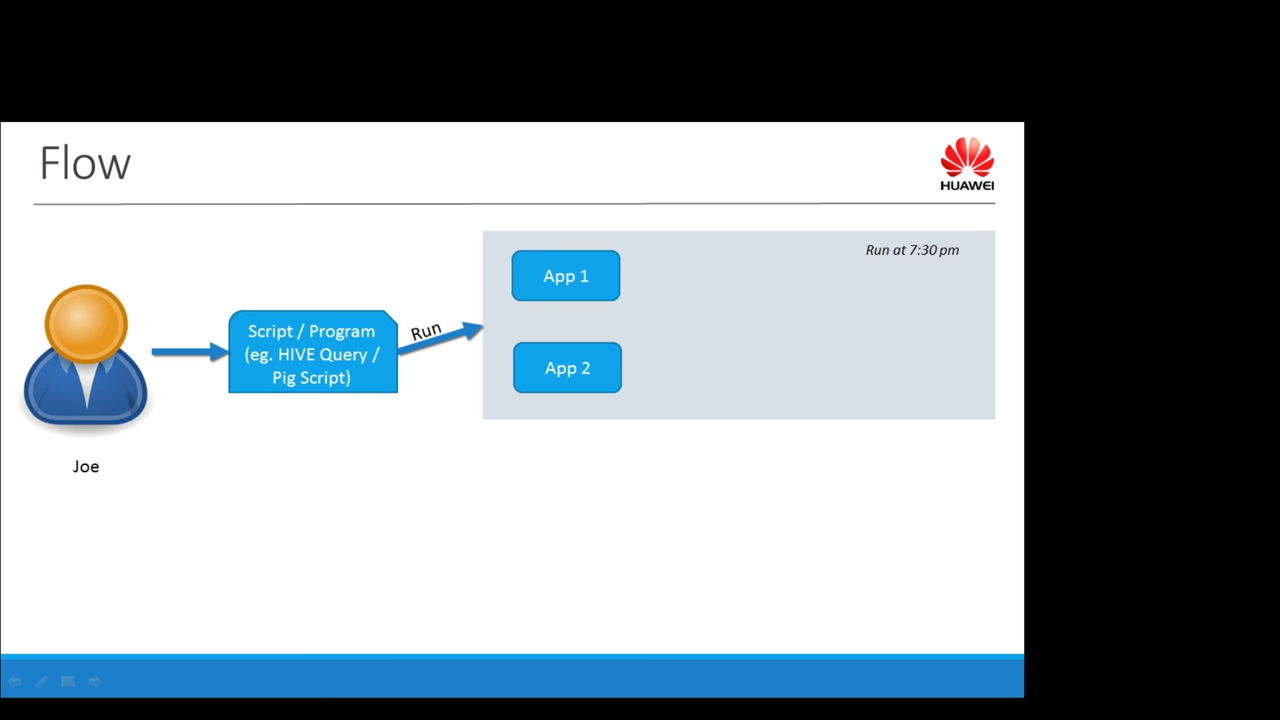 Flow
HUAWEI
Run at 7:30 pm
App 1
Script / Program
(eg. HIVE Query /
Pig Script)
Run
App 2
Joe